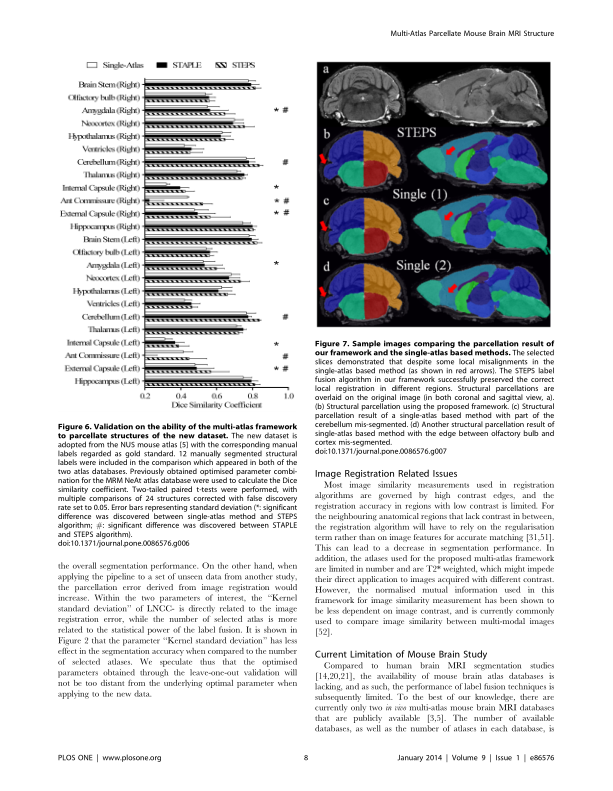 Multi-Atlas Parcellate Mouse Brain MRI Structure
Single-Atlas STAPLE STEPS
Brain Stem (Right)
Olfactory bulb (Right)
Amygdala (Right) * #
Neocortex (Right)
Hypothalamus (Right)
Ventricles (Right)
Cerebellum (Right) #
Thalamus (Right)
Internal Capsule (Right) *
Ant Commissure (Right) * #
External Capsule (Right) * #
Hippocampus (Right)
Brain Stem (Left)
Olfactory bulb (Left)
Amygdala (Left) *
Neocortex (Left)
Hypothalamus (Left)
Ventricles (Left)
Cerebellum (Left) #
Thalamus (Left)
Internal Capsule (Left) *
Ant Commissure (Left) #
External Capsule (Left) * #
Hippocampus (Left)
0.2 0.4 0.6 0.8 1.0
Dice Similarity Coefficient
Figure 6. Validation on the ability of the multi-atlas framework
to parcellate structures of the new dataset. The new dataset is
adopted from the NUS mouse atlas [5] with the corresponding manual
labels regarded as gold standard. 12 manually segmented structural
labels were included in the comparison which appeared in both of the
two atlas databases. Previously obtained optimised parameter combi-
nation for the MRM NeAt atlas database were used to calculate the Dice
similarity coefficient. Two-tailed paired t-tests were performed, with
multiple comparisons of 24 structures corrected with false discovery
rate set to 0.05. Error bars representing standard deviation (*: significant
difference was discovered between single-atlas method and STEPS
algorithm; #: significant difference was discovered between STAPLE
and STEPS algorithm).
doi:10.1371/journal.pone.0086576.g006
the overall segmentation performance. On the other hand, when
applying the pipeline to a set of unseen data from another study,
the parcellation error derived from image registration would
increase. Within the two parameters of interest, the "Kernel
standard deviation" of LNCC- is directly related to the image
registration error, while the number of selected atlas is more
related to the statistical power of the label fusion. It is shown in
Figure 2 that the parameter "Kernel standard deviation" has less
effect in the segmentation accuracy when compared to the number
of selected atlases. We speculate thus that the optimised
parameters obtained through the leave-one-out validation will
not be too distant from the underlying optimal parameter when
applying to the new data.
a
b STEPS
Single (1)
c
d Single (2)
Figure 7. Sample images comparing the parcellation result of
our framework and the single-atlas based methods. The selected
slices demonstrated that despite some local misalignments in the
single-atlas based method (as shown in red arrows). The STEPS label
fusion algorithm in our framework successfully preserved the correct
local registration in different regions. Structural parcellations are
overlaid on the original image. (in both coronal and sagittal view, a).
(b) Structural parcellation using the proposed framework. (c) Structural
parcellation result of a single-atlas based method with part of the
cerebellum mis-segmented. (d) Another structural parcellation result of
single-atlas based method with the edge between olfactory bulb and
cortex mis-segmented.
doi:10.1371/journal.pone.0086576.g007
Image Registration Related Issues
Most image similarity measurements used in registration
algorithms are governed by high contrast edges, and the
registration accuracy in regions with low contrast is limited. For
the neighbouring anatomical regions that lack contrast in between,
the registration algorithm will have to rely on the regularisation
term rather than on image features for accurate matching [31,51].
This can lead to a decrease in segmentation performance. In
addition, the atlases used for the proposed multi-atlas framework
are limited in number and are T2* weighted, which might impede
their direct application to images acquired with different contrast.
However, the normalised mutual information used in this
framework for image similarity measurement has been shown to
be less dependent on image contrast, and is currently commonly
used to compare image similarity between multi-modal images
[52].
Current Limitation of Mouse Brain Study
Compared to human brain MRI segmentation studies
[14,20,21], the availability of mouse brain atlas databases is
lacking, and as such, the performance of label fusion techniques is
subsequently limited. To the best of our knowledge, there are
currently only two in vivo multi-atlas mouse brain MRI databases
that are publicly available [3,5]. The number of available
databases, as well as the number of atlases in each database, is
PLOS ONE | www.plosone.org 8 January 2014 | Volume 9 | Issue 1 | e86576